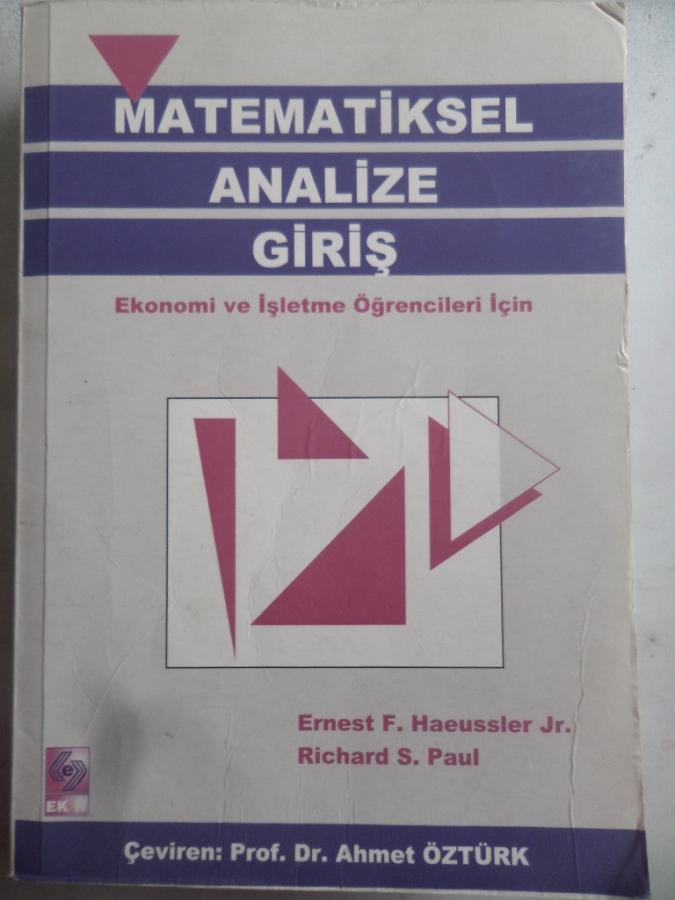 MATEMATİKSEL
ANALİZE
GİRİŞ
Ekonomi ve İşletme Öğrencileri İçin
Ernest F. Haeussler Jr.
Richard S. Paul
e
Çeviren: Prof. Dr. Ahmet ÖZTÜRK